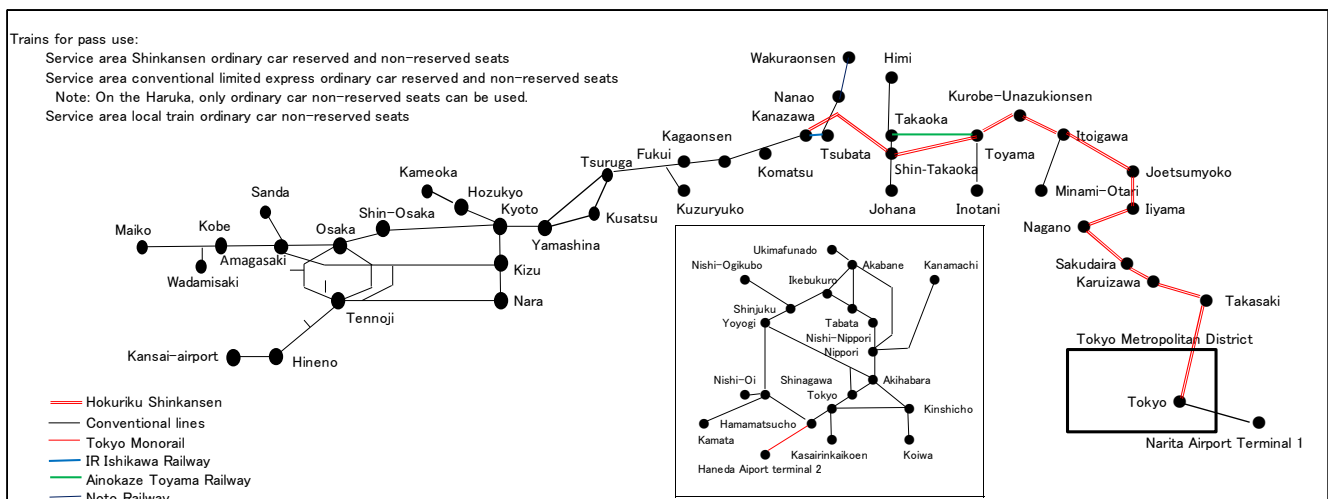 Trains for pass use:
Service area Shinkansen ordinary car reserved and non-reserved seats
Service area conventional limited express ordinary car reserved and non-reserved seats
Note: On the Haruka, only ordinary car non-reserved seats can be used.
Service area local train ordinary car non-reserved seats
Wakuraonsen
Himi
Nanao
Kurobe-Unazukionsen
Kanazawa
Takaoka
Itoigawa
Kagaonsen
Tsubata
Toyama
Fukui
Komatsu
Shin-Takaoka
Joetsumyoko
Tsuruga
Kameoka
Sanda
Hozukyo
Kuzuryuko
Johana
Inotani
Minami-Otari
Shin-Osaka
Kyoto
Kusatsu
Iiyama
Maiko
Kobe
Osaka
Yamashina
Nagano
Amagasaki
Wadamisaki
Kizu
Sakudaira
Karuizawa
Nara
Takasaki
Tennoji
Kansai-airport
Hineno
Ukimafunado
Nishi-Ogikubo
Akabane
Kanamachi
Ikebukuro
Shinjuku
Yoyogi
Tabata
Nishi-Nippori
Nippori
Nishi-Oi
Shinagawa
Akihabara
Tokyo
Kinshicho
Hamamatsucho
Kamata
Kasairinkaikoen
Koiwa
Haneda Aiport terminal 2
Tokyo Metropolitan District
Tokyo
Narita Airport Terminal 1
Hokuriku Shinkansen
Conventional lines
Tokyo Monorail
IR Ishikawa Railway
Ainokaze Toyama Railway
Noto Railway